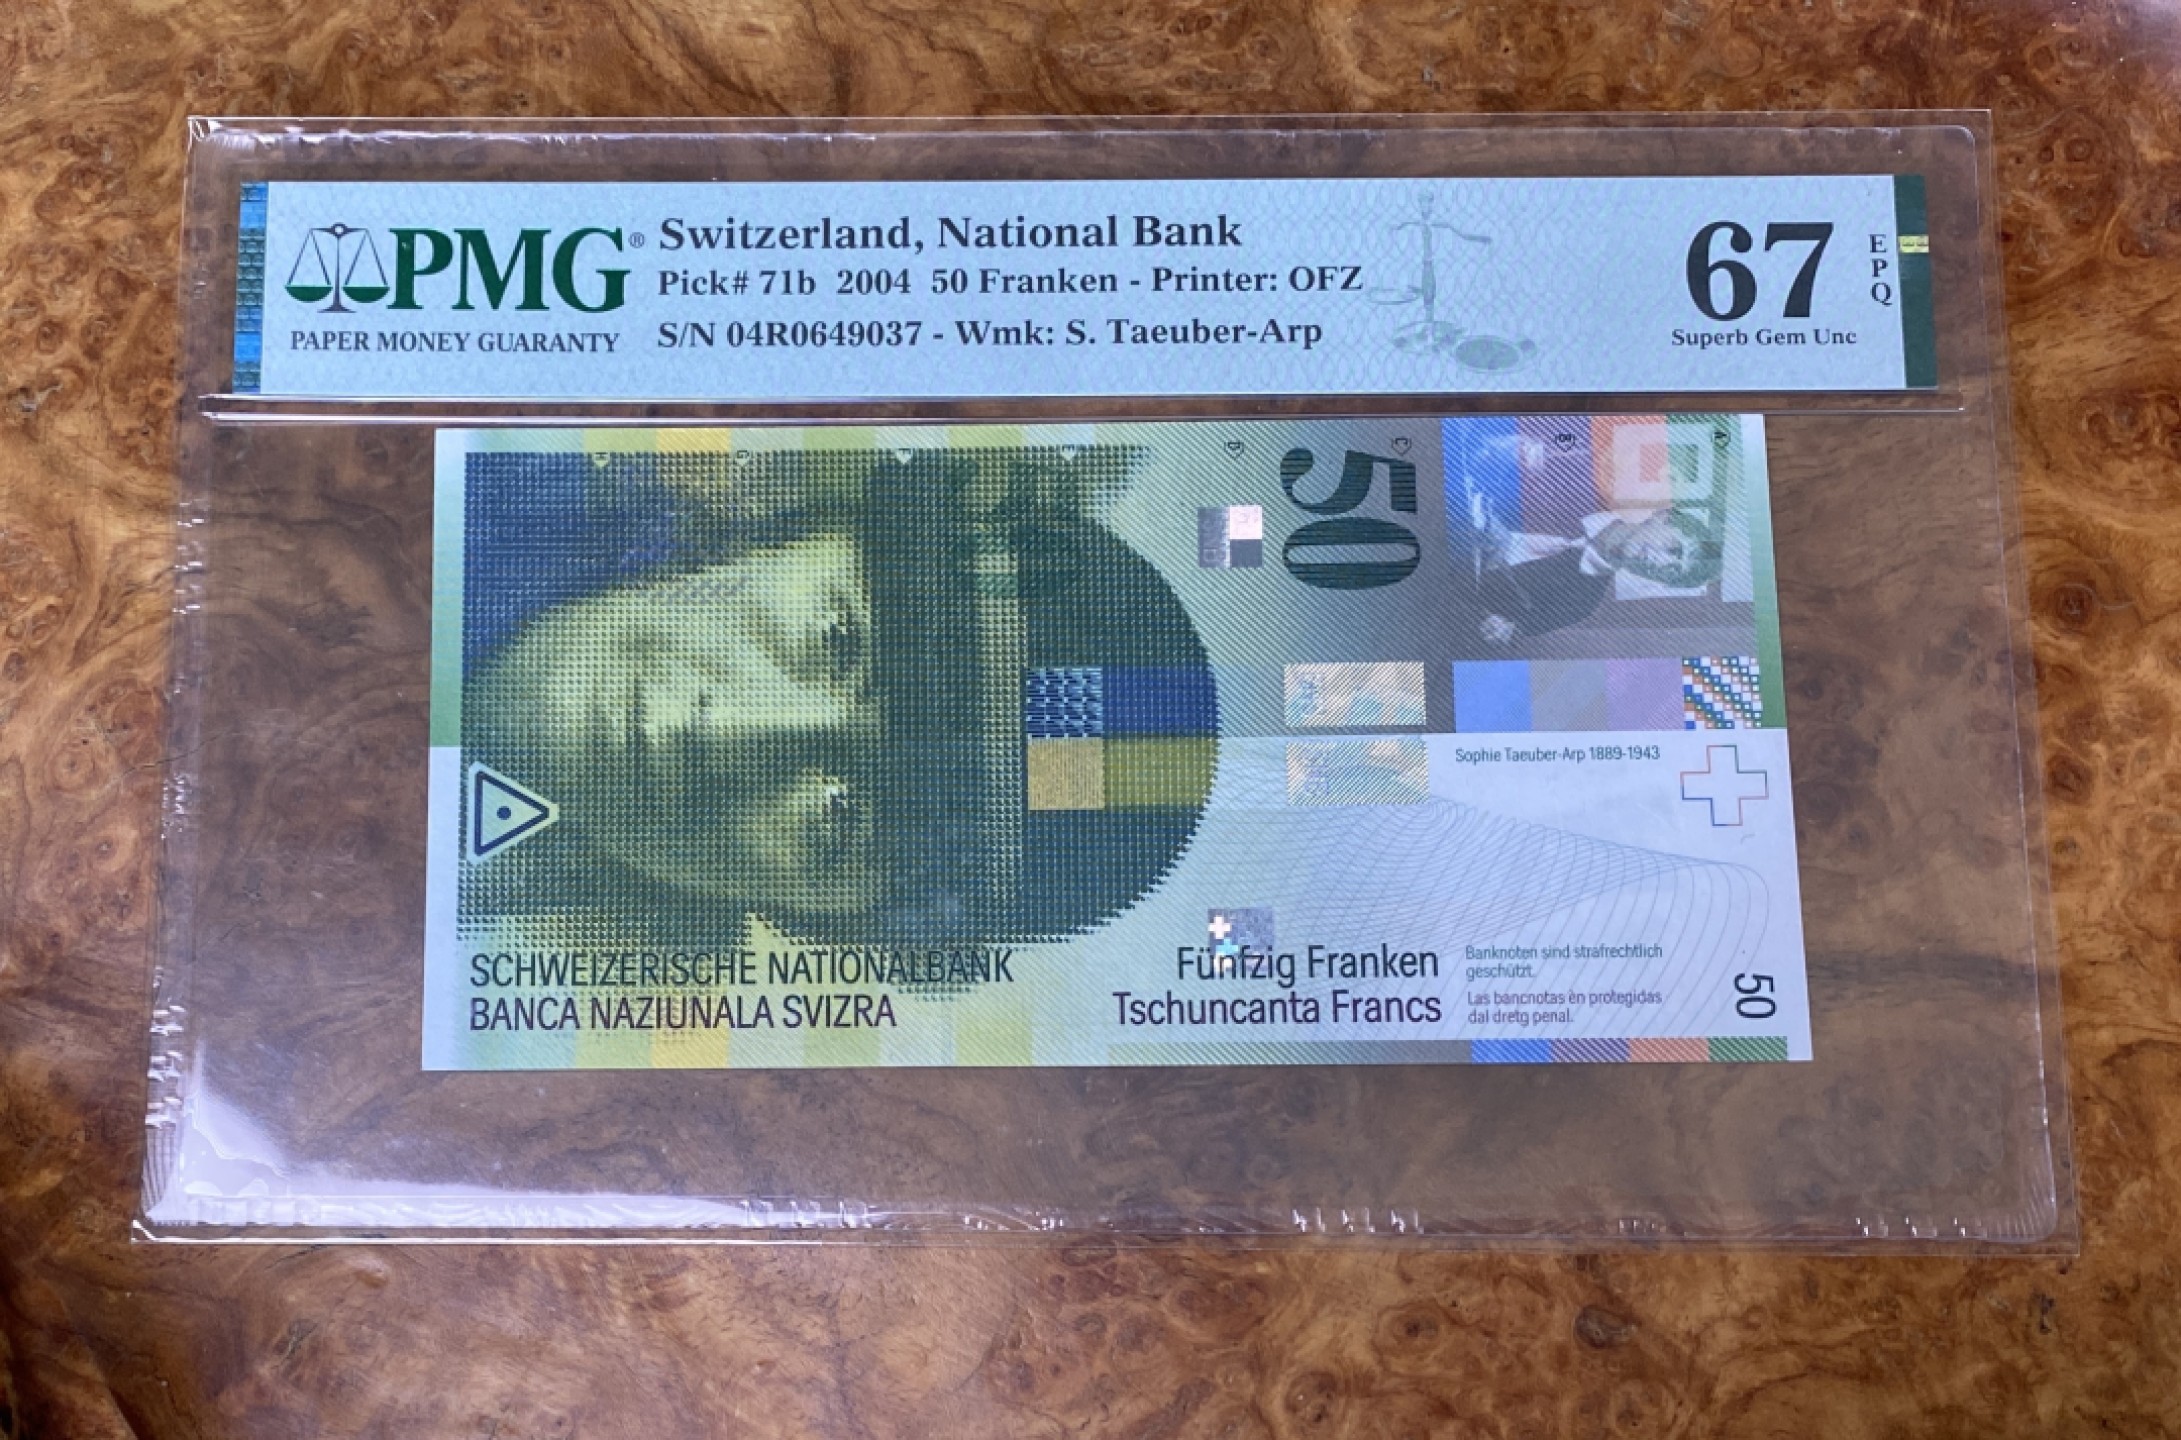 PMG®
PAPER MONEY GUARANTY
Switzerland, National Bank
Pick# 71b 2004 50 Franken - Printer: OFZ
S/N 04R0649037 - Wmk: S. Taeuber-Arp
67
EPQ
Superb Gem Unc
50
Sophie Taeuber-Arp 1889-1943
SCHWEIZERISCHE NATIONALBANK
BANCA NAZIUNALA SVIZRA
Fünfzig Franken
Tschuncanta Francs
Banknoten sind strafrechtlich
geschützt.
Las bancnotas èn protegidas
dal dretg penal.
50